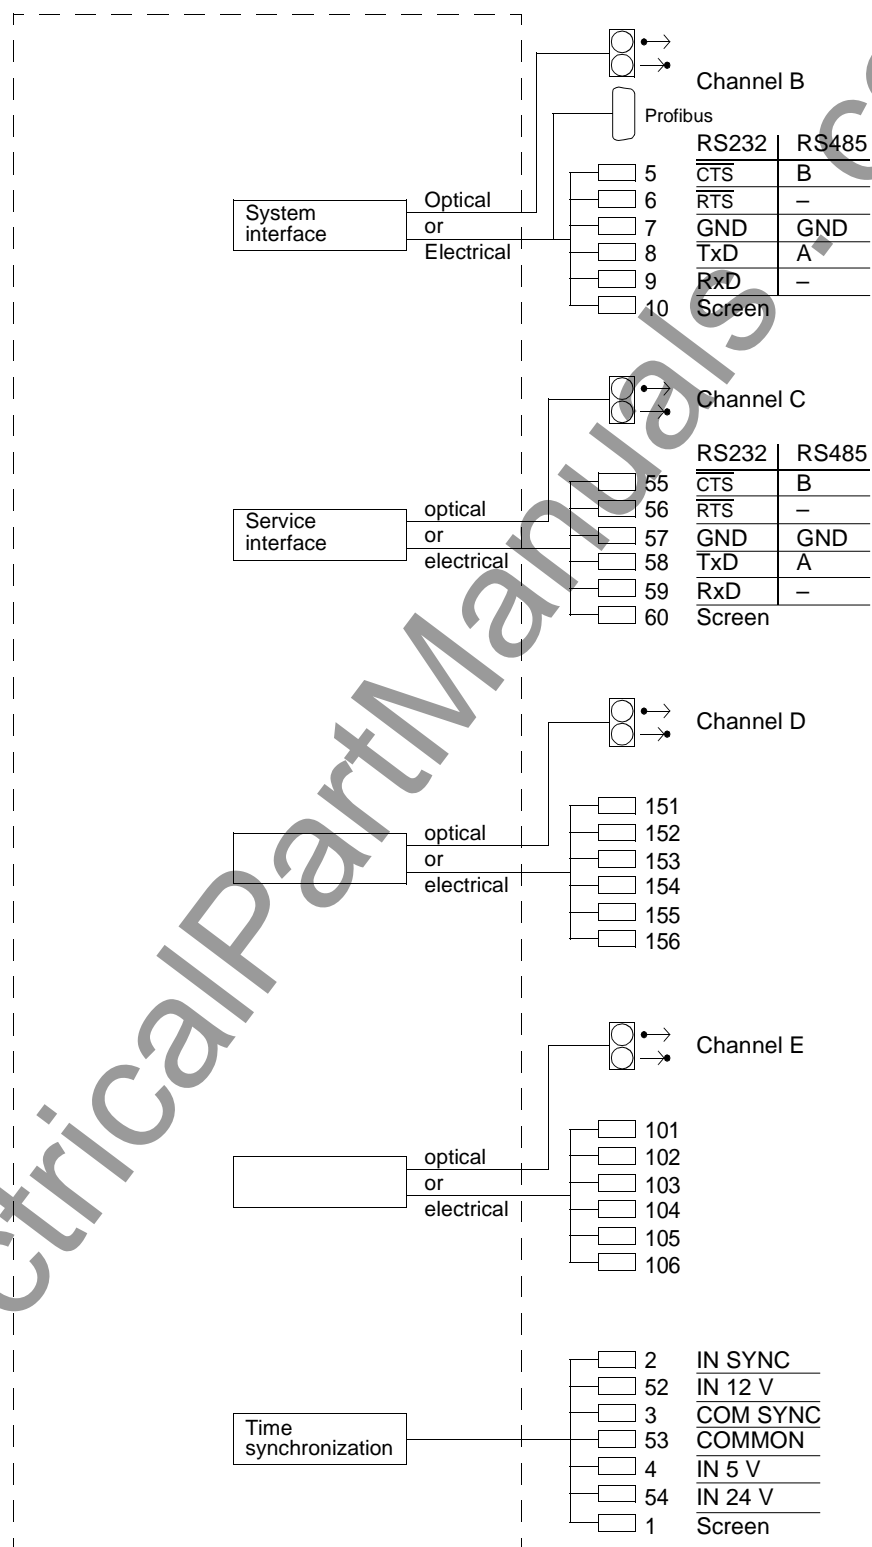 Channel B
Profibus
RS232 RS485
5 CTS B
6 RTS –
7 GND GND
8 TxD A
9 RxD –
10 Screen
System
interface
Optical
or
Electrical
Channel C
RS232 RS485
55 CTS B
56 RTS –
57 GND GND
58 TxD A
59 RxD –
60 Screen
Service
interface
optical
or
electrical
Channel D
151
152
153
154
155
156
optical
or
electrical
Channel E
101
102
103
104
105
106
optical
or
electrical
2 IN SYNC
52 IN 12 V
3 COM SYNC
53 COMMON
4 IN 5 V
54 IN 24 V
1 Screen
Time
synchronization
ctricalPartManuals . c